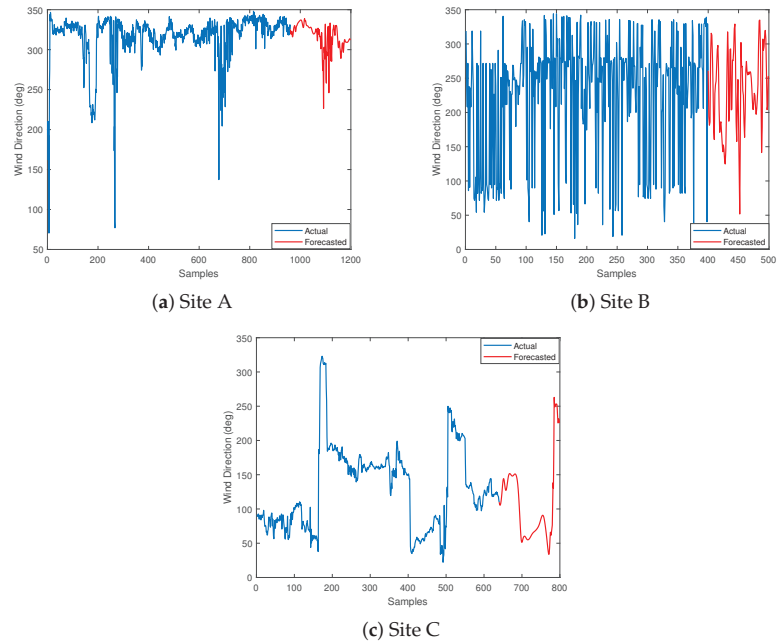 350
300
250
200
150
100
50
Wind Direction (deg)
0 200 400 600 800 1000 1200
Samples
Actual
Forecasted
(a) Site A
350
300
250
200
150
100
50
0
Wind Direction (deg)
0 50 100 150 200 250 300 350 400 450 500
Samples
Actual
Forecasted
(b) Site B
350
300
250
200
150
100
50
0
Wind Direction (deg)
0 100 200 300 400 500 600 700 800
Samples
Actual
Forecasted
(c) Site C